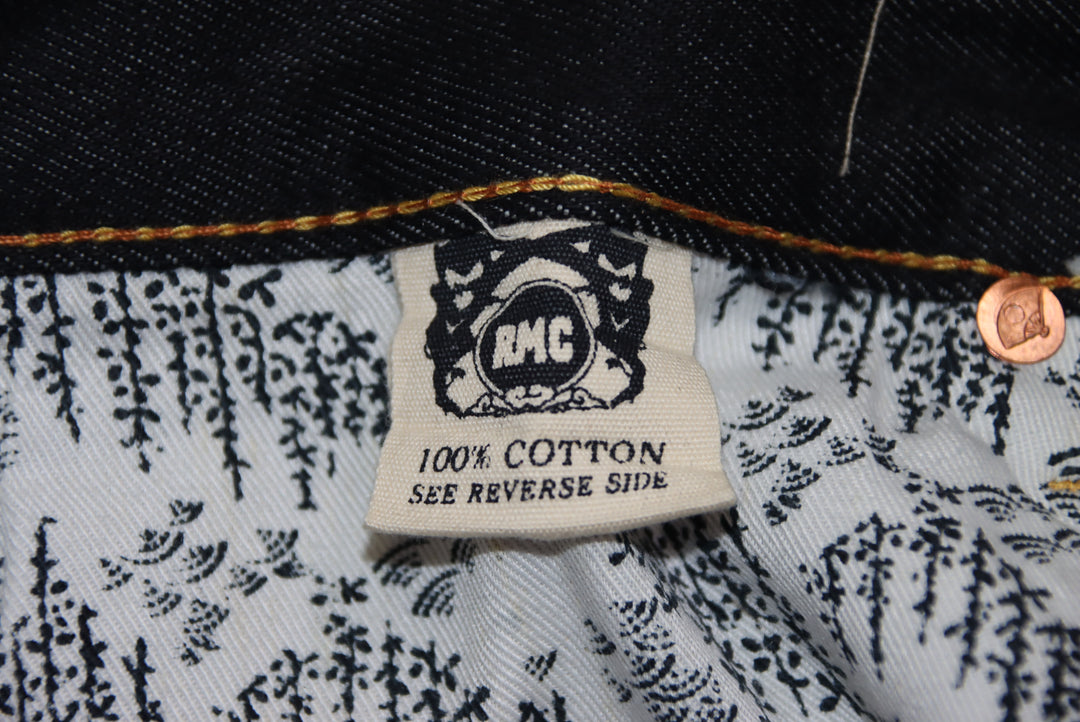 RMC
100% COTTON
SEE REVERSE SIDE